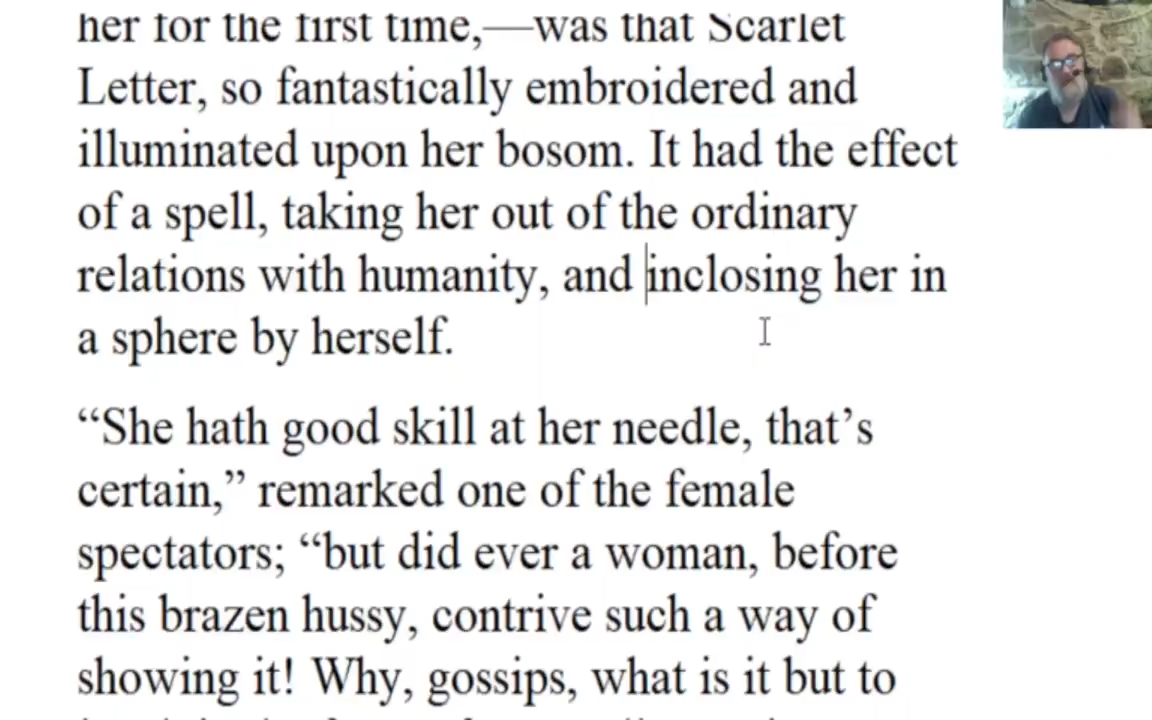 her for the first time,—was that Scarlet
Letter, so fantastically embroidered and
illuminated upon her bosom. It had the effect
of a spell, taking her out of the ordinary
relations with humanity, and inclosing her in
a sphere by herself.
“She hath good skill at her needle, that’s
certain,” remarked one of the female
spectators; “but did ever a woman, before
this brazen hussy, contrive such a way of
showing it! Why, gossips, what is it but to